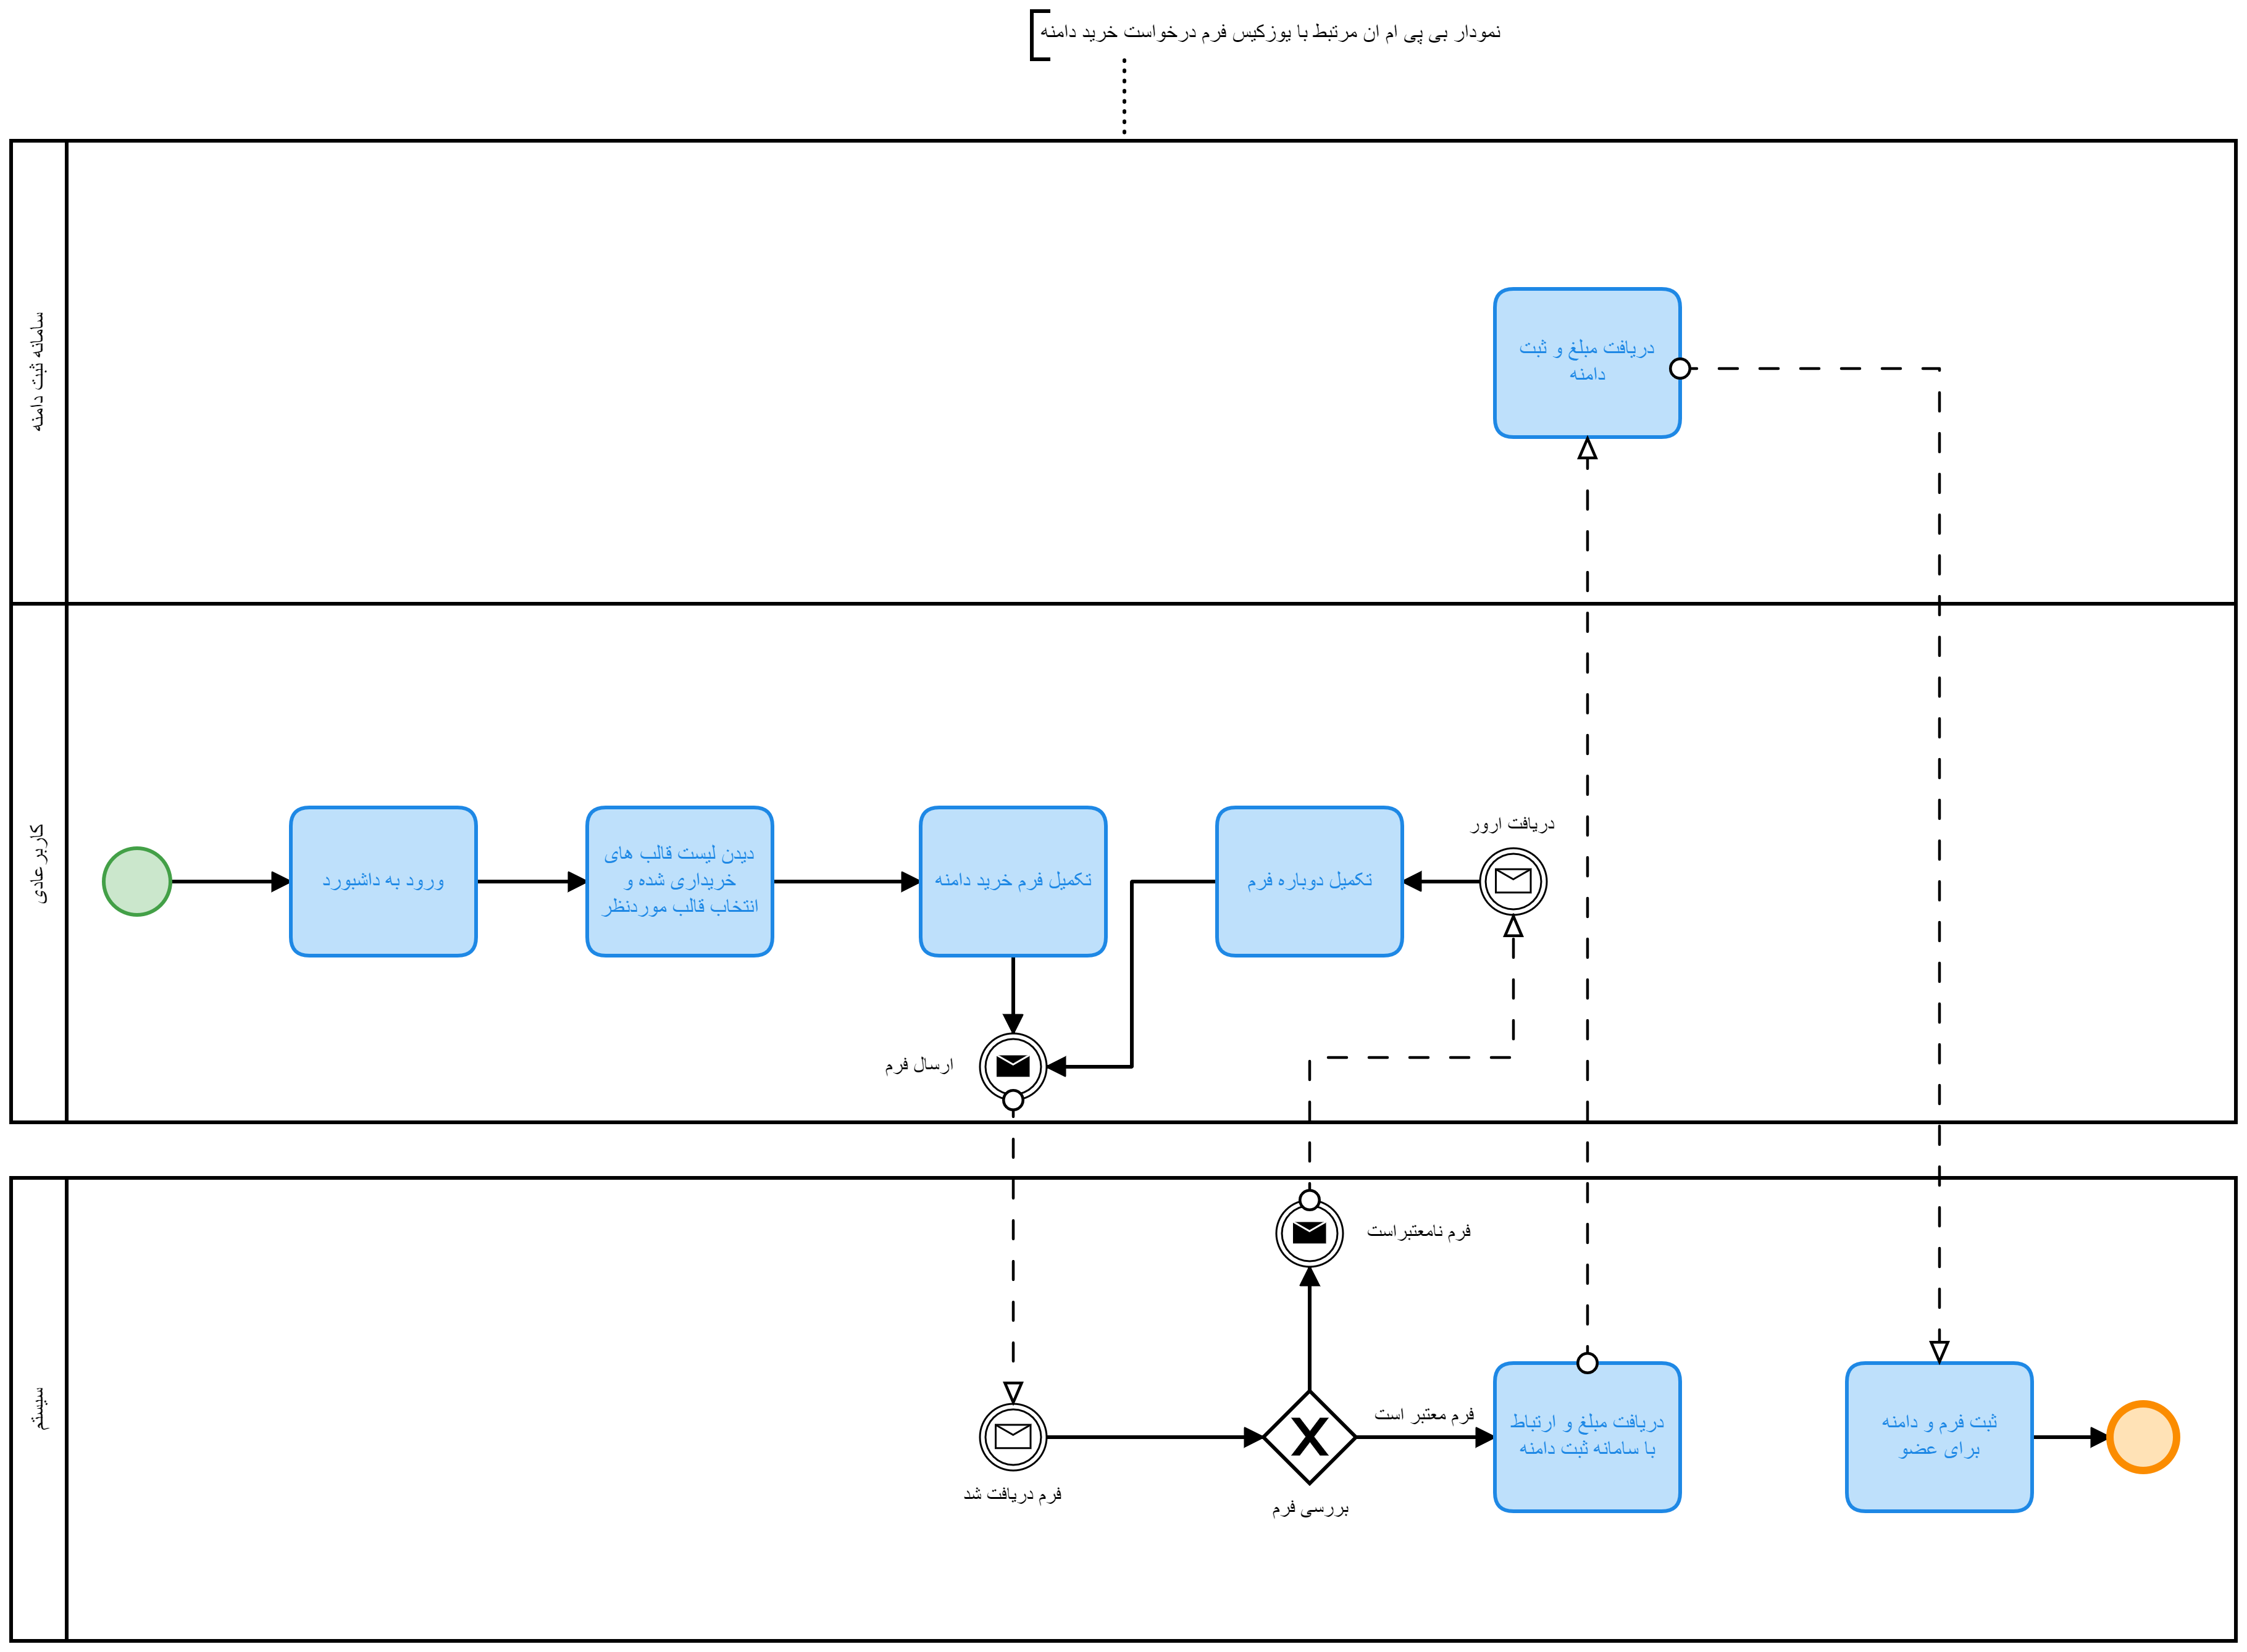 نمودار بی پی ام ان مرتبط با یوزکیس فرم درخواست خرید دامنه
سامانه ثبت دامنه
دریافت مبلغ و ثبت
دامنه
کاربر عادی
ورود به داشبورد
دیدن لیست قالب های
خریداری شده و
انتخاب قالب موردنظر
تکمیل فرم خرید دامنه
تکمیل دوباره فرم
دریافت ارور
ارسال فرم
سیستم
فرم نامعتبراست
فرم دریافت شد
بررسی فرم
فرم معتبر است
دریافت مبلغ و ارتباط
با سامانه ثبت دامنه
ثبت فرم و دامنه
برای عضو